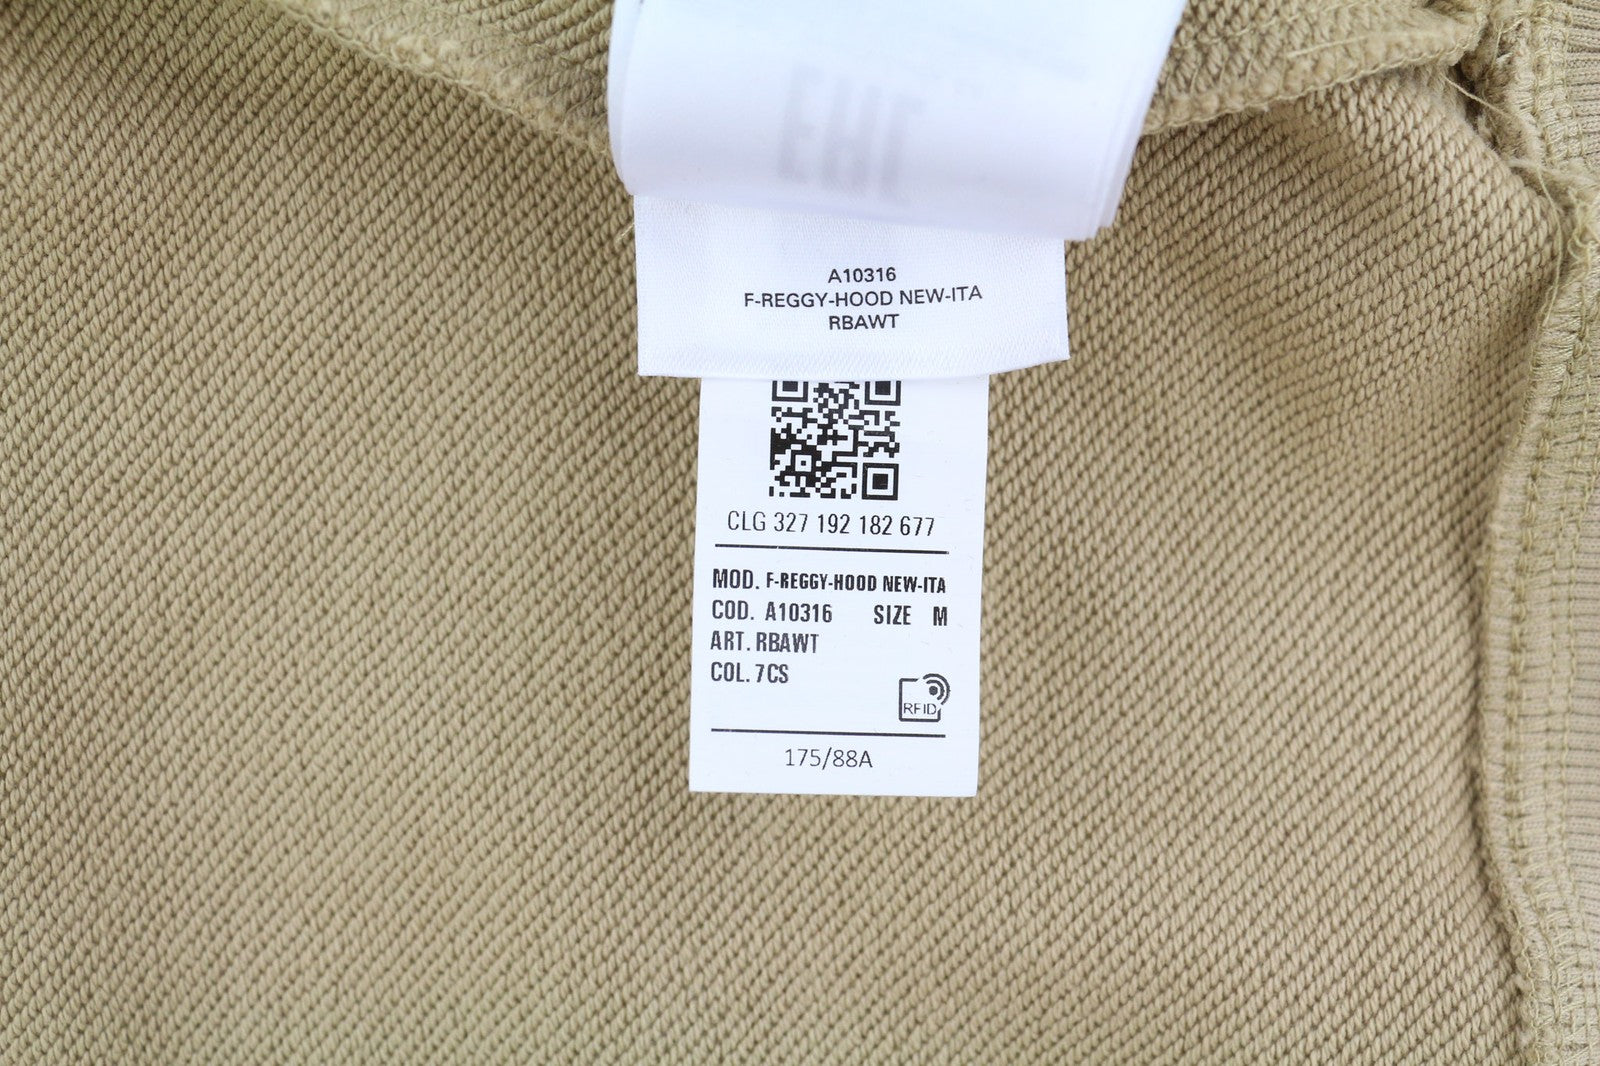 A10316
F-REGGY-HOOD NEW-ITA
RBAWT
CLG 327 192 182 677
MOD. F-REGGY-HOOD NEW-ITA
COD. A10316 SIZE M
ART. RBAWT
COL. 7CS
RFID
175/88A